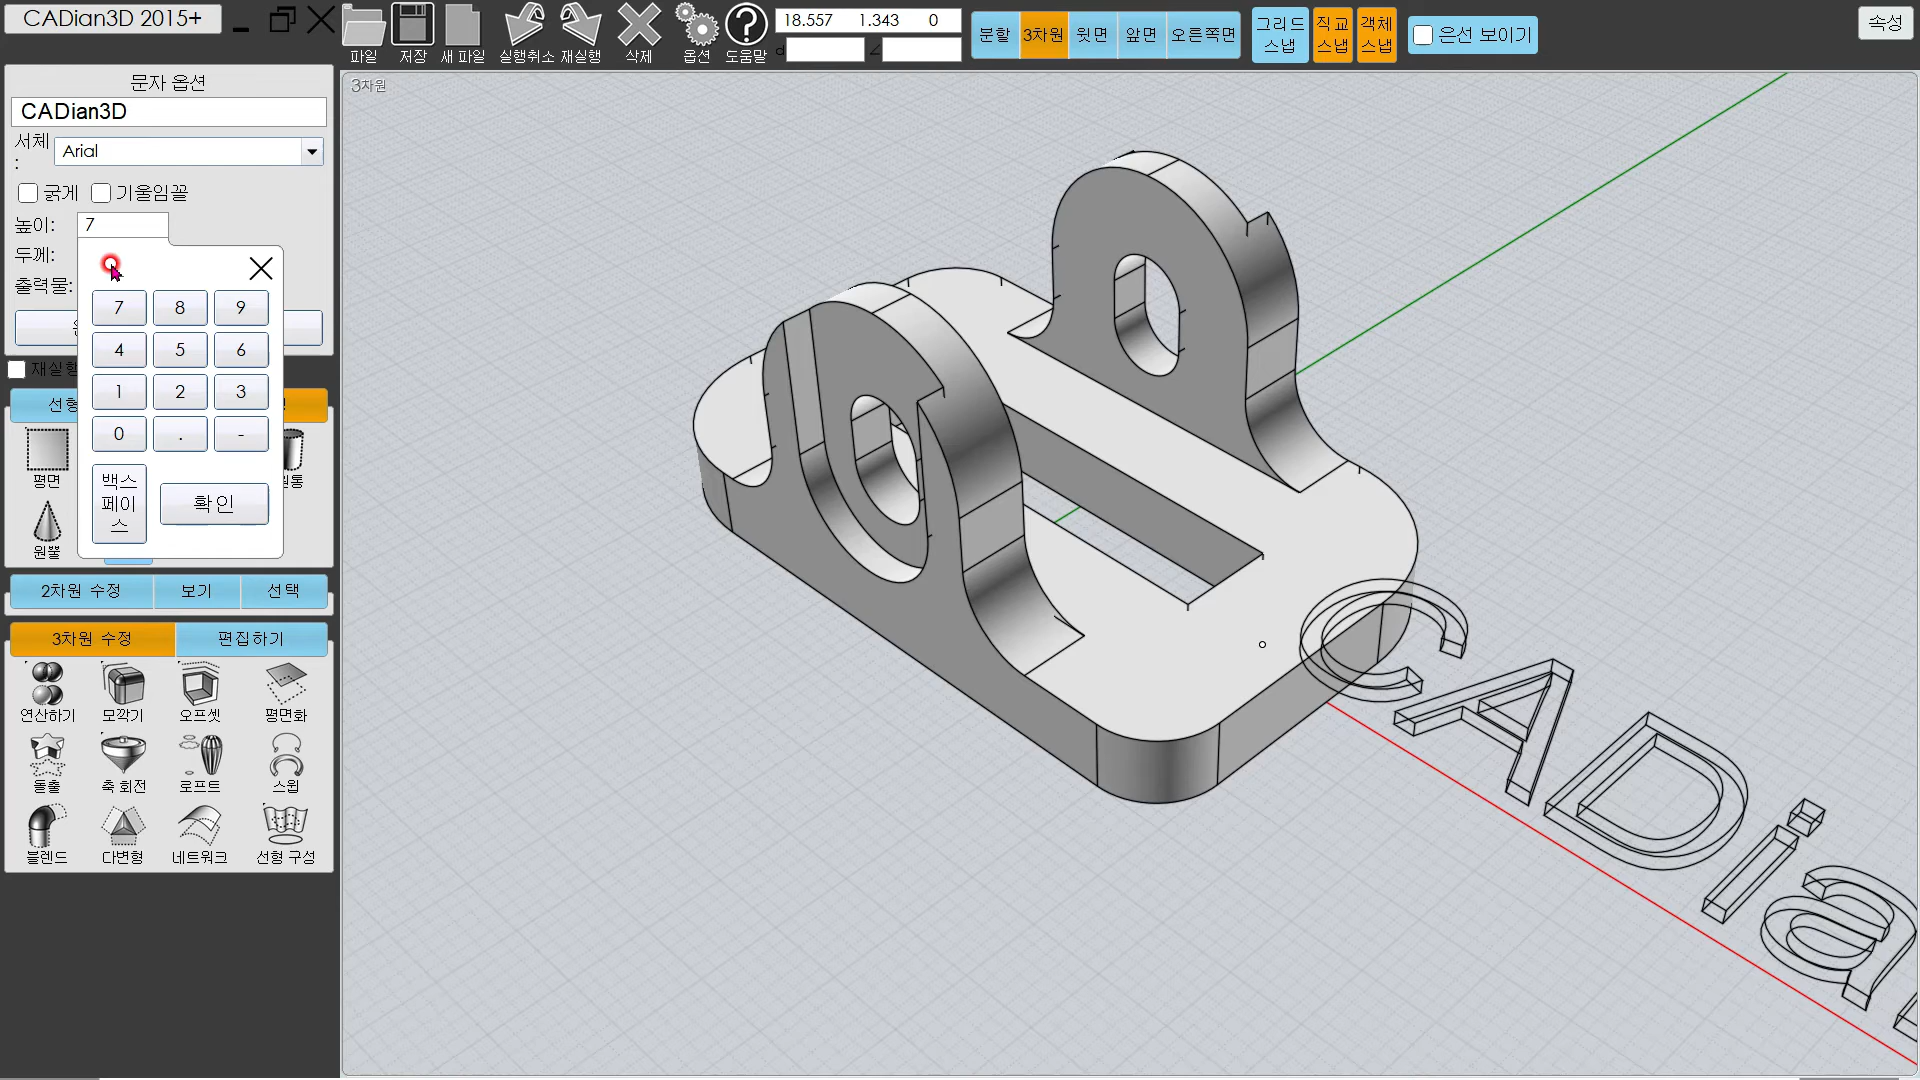 CADian3D 2015+
파일
저장
새 파일
실행취소
재실행
삭제
옵션
도움말
18.557 1.343 0
d
∠
분할
3차원
윗면
앞면
오른쪽면
그리드
스냅
직교
스냅
객체
스냅
은선 보이기
속성
문자 옵션
CADian3D
서체
:
Arial
굵게
기울임꼴
높이: 7
두께:
출력물:
7 8 9
4 5 6
1 2 3
0 . -
백스
페이
스
확인
선형
평면
원뿔
2차원 수정
보기
선택
3차원 수정
편집하기
연산하기
모깍기
오프셋
평면화
돌출
축 회전
로프트
스윕
블렌드
다변형
네트워크
선형 구성
3차원
CADia